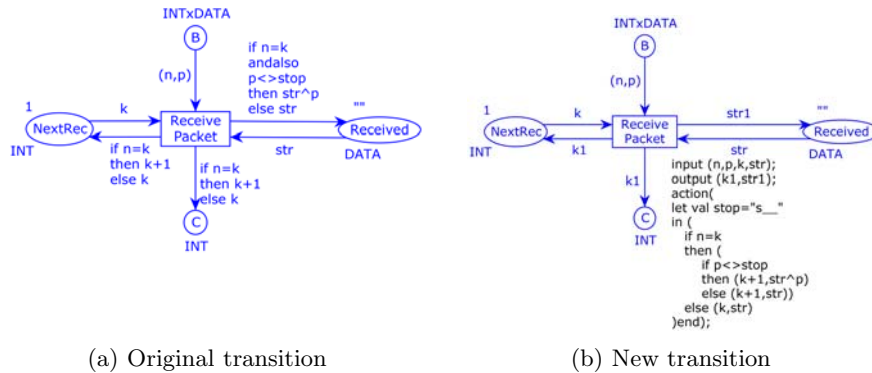 INTxDATA
B
(n,p)
if n=k
andalso
p<>stop
then str^p
else str
1
NextRec
INT
k
Receive
Packet
""
Received
DATA
str
if n=k
then k+1
else k
if n=k
then k+1
else k
C
INT
(a) Original transition
INTxDATA
B
(n,p)
1
NextRec
INT
k
k1
Receive
Packet
str1
str
""
Received
DATA
k1
C
INT
input (n,p,k,str);
output (k1,str1);
action(
let val stop="s__"
in (
if n=k
then (
if p<>stop
then (k+1,str^p)
else (k+1,str))
else (k,str)
)end);
(b) New transition